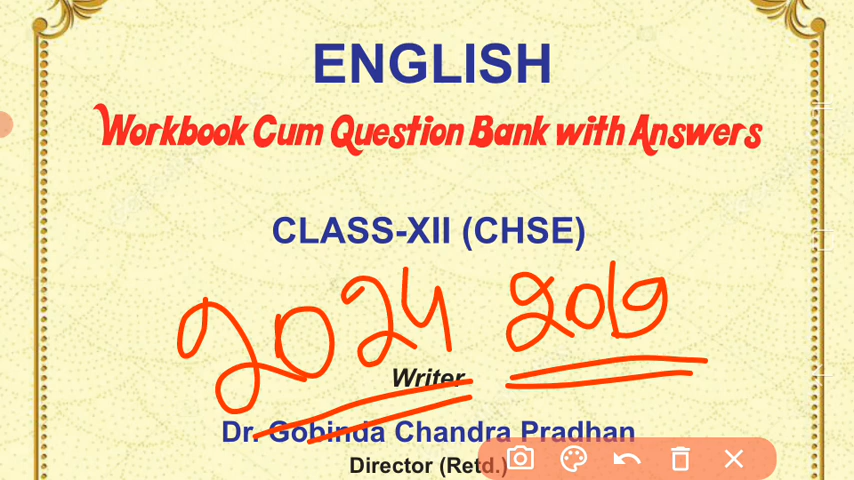 ENGLISH
Workbook Cum Question Bank with Answers
CLASS-XII (CHSE)
2024 2019
Writer
Dr. Gobinda Chandra Pradhan
Director (Retd.)